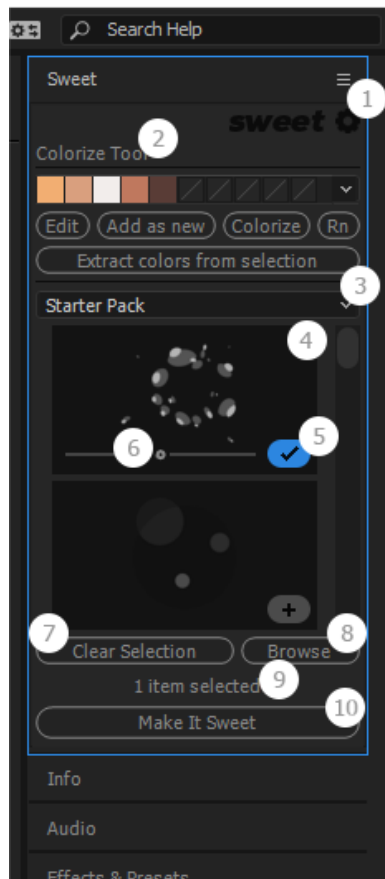 Search Help
Sweet
1
sweet
2
Colorize Tool
Edit Add as new Colorize Rn
Extract colors from selection
3
Starter Pack
4
5
6
7
8
Clear Selection Browse
9
1 item selected
10
Make It Sweet
Info
Audio
Effects & Presets